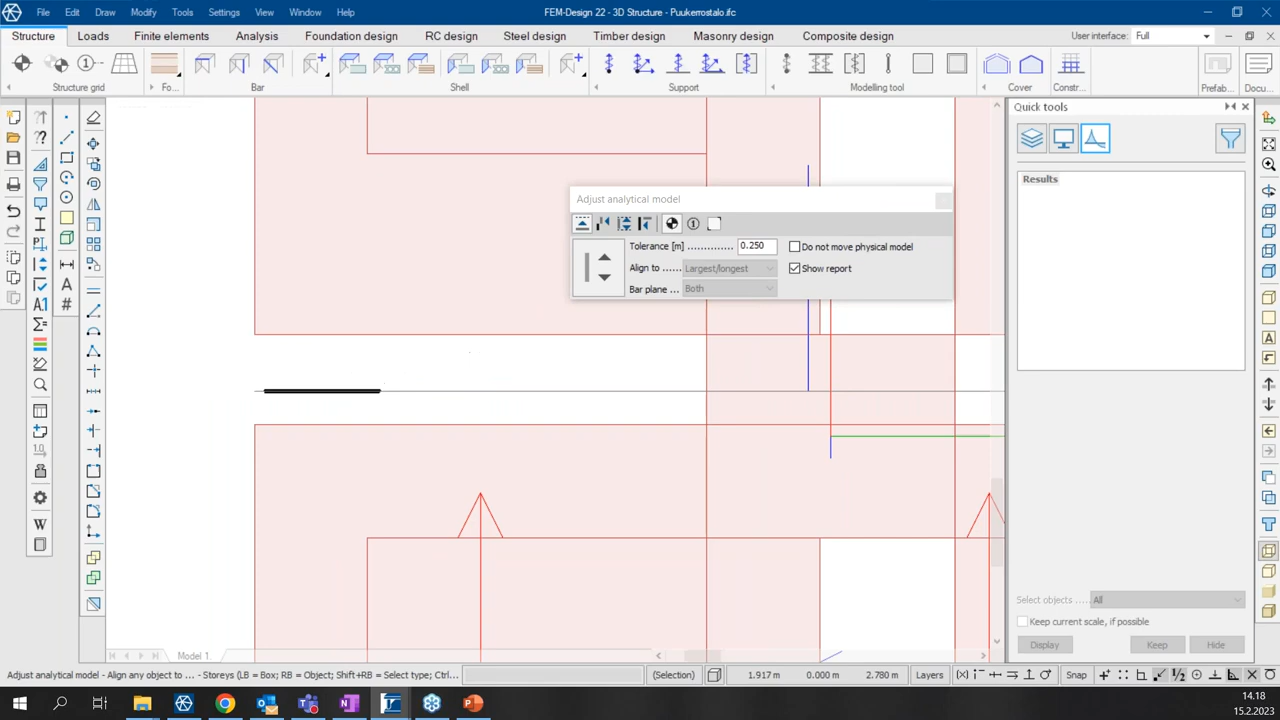 FEM-Design 22 - 3D Structure - Puukerrostalo.ifc
File Edit Draw Modify Tools Settings View Window Help
Structure Loads Finite elements Analysis Foundation design RC design Steel design Timber design Masonry design Composite design User interface: Full
Structure grid Fo... Bar Shell Support Modelling tool Cover Constr... Prefab... Docu...
Quick tools
Results
Adjust analytical model
Tolerance [m] .............. 0.250 Do not move physical model
Align to ...... Largest/longest Show report
Bar plane ... Both
Select objects ..... All
Keep current scale, if possible
Display Keep Hide
Model 1.
Adjust analytical model - Align any object to ... - Storeys (LB = Box; RB = Object; Shift+RB = Select type; Ctrl... (Selection) 1.917 m 0.000 m 2.780 m Layers Snap
14.18
15.2.2023